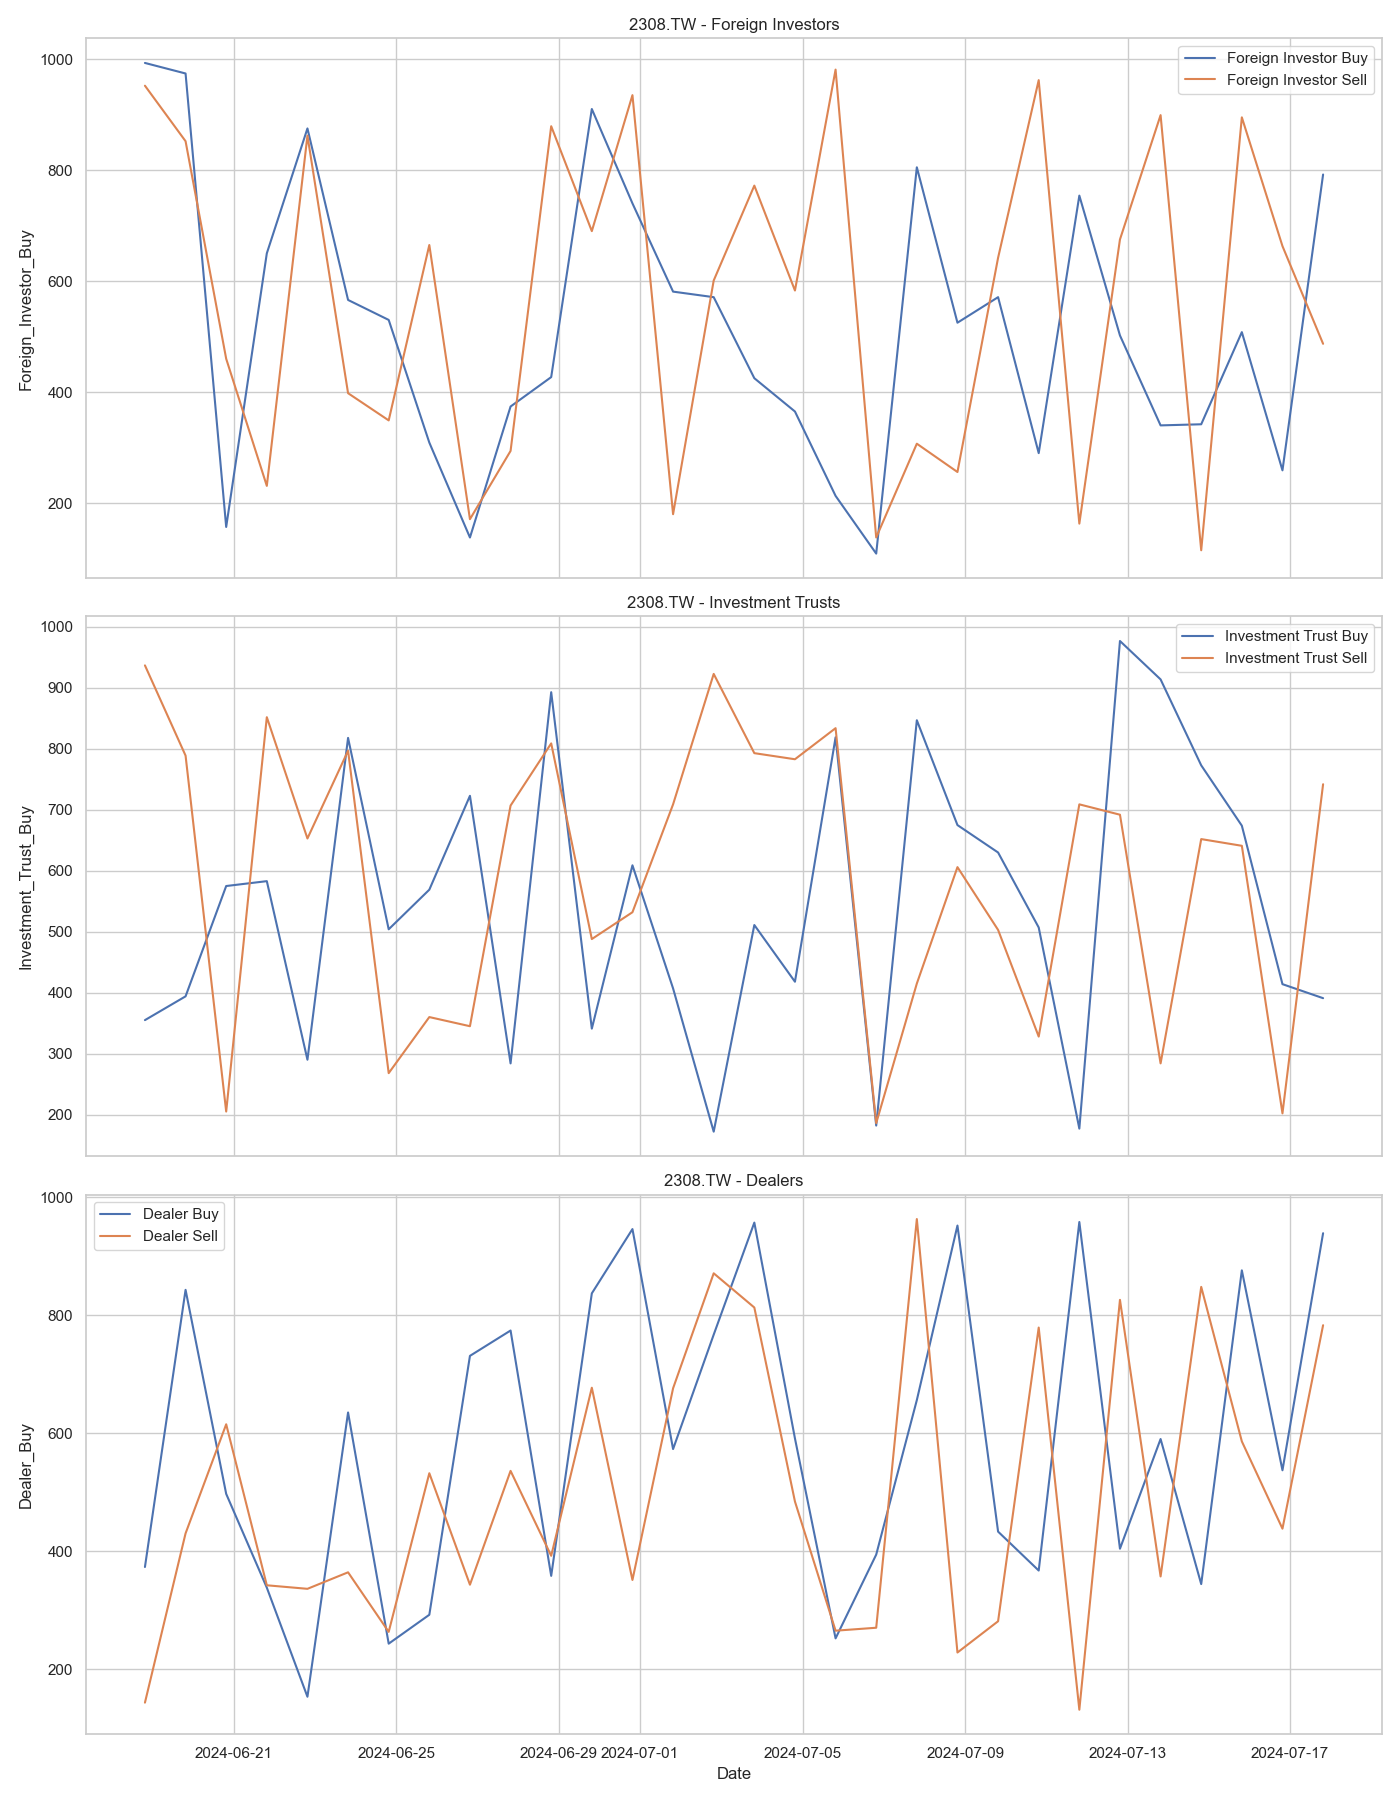 2308.TW - Foreign Investors
Foreign Investor Buy
Foreign Investor Sell
1000
800
600
400
200
Foreign_Investor_Buy
2308.TW - Investment Trusts
Investment Trust Buy
Investment Trust Sell
1000
900
800
700
600
500
400
300
200
Investment_Trust_Buy
2308.TW - Dealers
Dealer Buy
Dealer Sell
1000
800
600
400
200
Dealer_Buy
2024-06-21 2024-06-25 2024-06-29 2024-07-01 2024-07-05 2024-07-09 2024-07-13 2024-07-17
Date